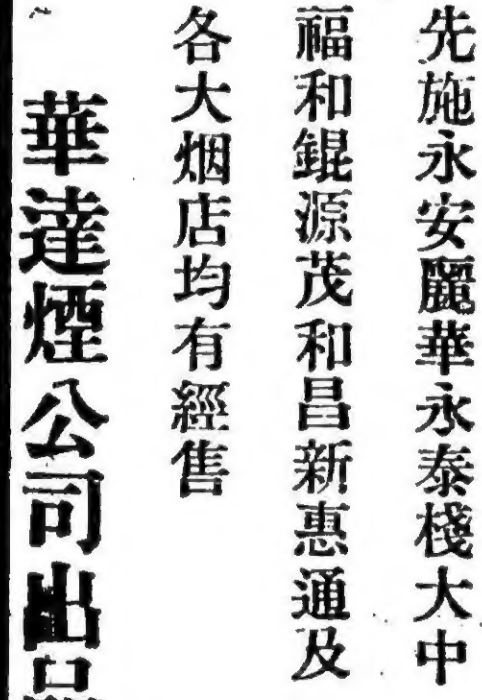 先施永安麗華永泰棧大中
福和錕源茂和昌新惠通及
各大烟店均有經售
華達煙公司出品